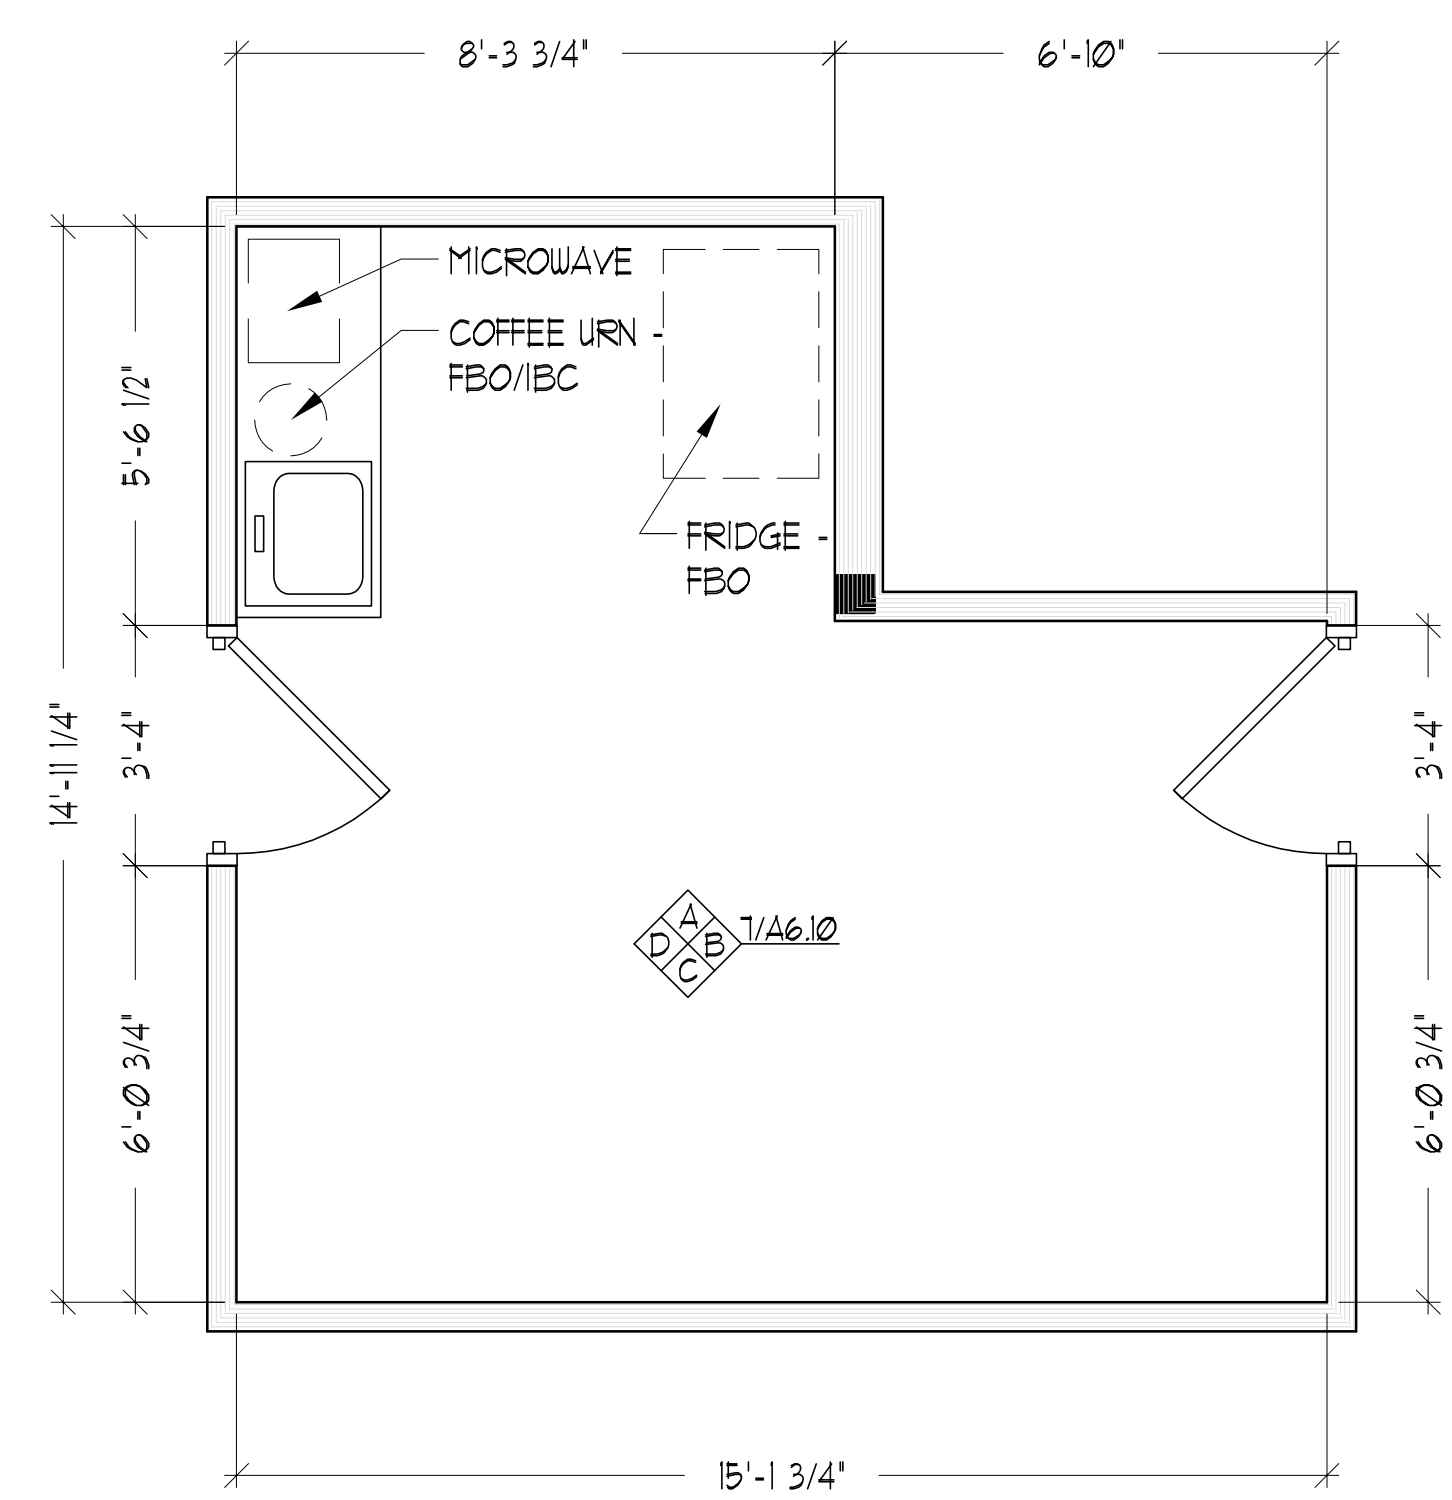 8'-3 3/4"
6'-10"
MICROWAVE
COFFEE URN -
FBO/IBC
FRIDGE -
FBO
5'-6 1/2"
14'-11 1/4"
3'-4"
3'-4"
A
D B
C
7/A6.10
6'-0 3/4"
6'-0 3/4"
15'-1 3/4"